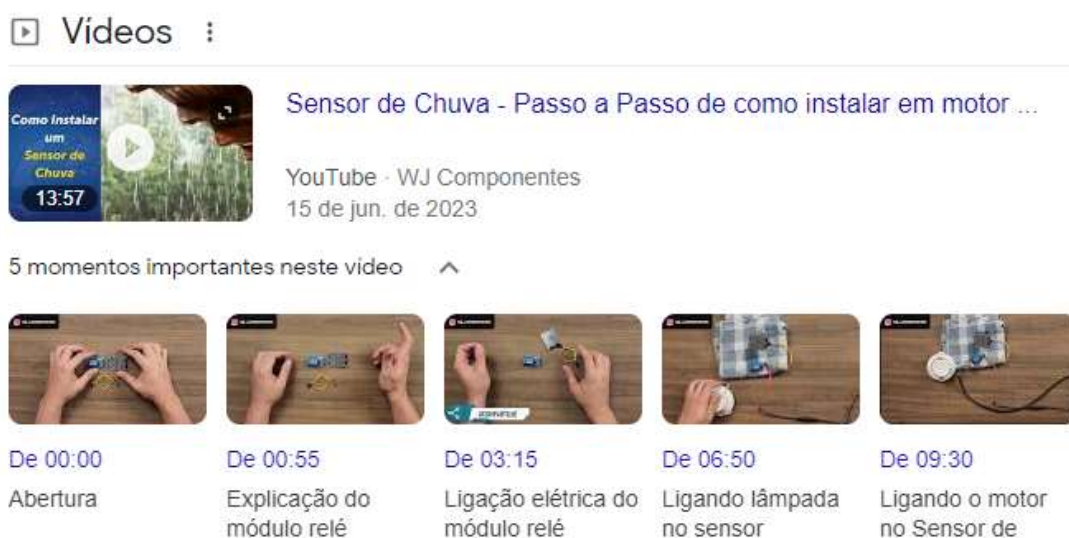 Vídeos
Como Instalar
um
Sensor de
Chuva
13:57
Sensor de Chuva - Passo a Passo de como instalar em motor ...
YouTube · WJ Componentes
15 de jun. de 2023
5 momentos importantes neste vídeo
De 00:00
Abertura
De 00:55
Explicação do
módulo relé
De 03:15
Ligação elétrica do
módulo relé
De 06:50
Ligando lâmpada
no sensor
De 09:30
Ligando o motor
no Sensor de